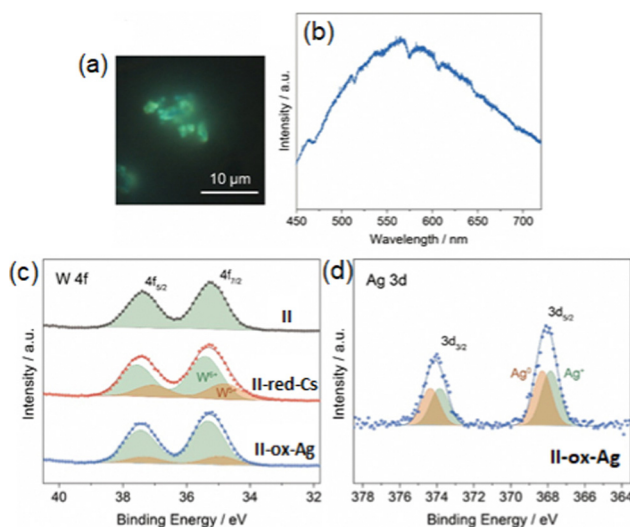 (a)
10 µm
(b)
Intensity / a.u.
450 500 550 600 650 700
Wavelength / nm
(c)
W 4f
4f5/2
4f7/2
II
W6+
W5+
II-red-Cs
II-ox-Ag
Intensity / a.u.
40 38 36 34 32
Binding Energy / eV
(d)
Ag 3d
3d3/2
3d5/2
Ag0
Ag+
II-ox-Ag
Intensity / a.u.
378 376 374 372 370 368 366 364
Binding Energy / eV